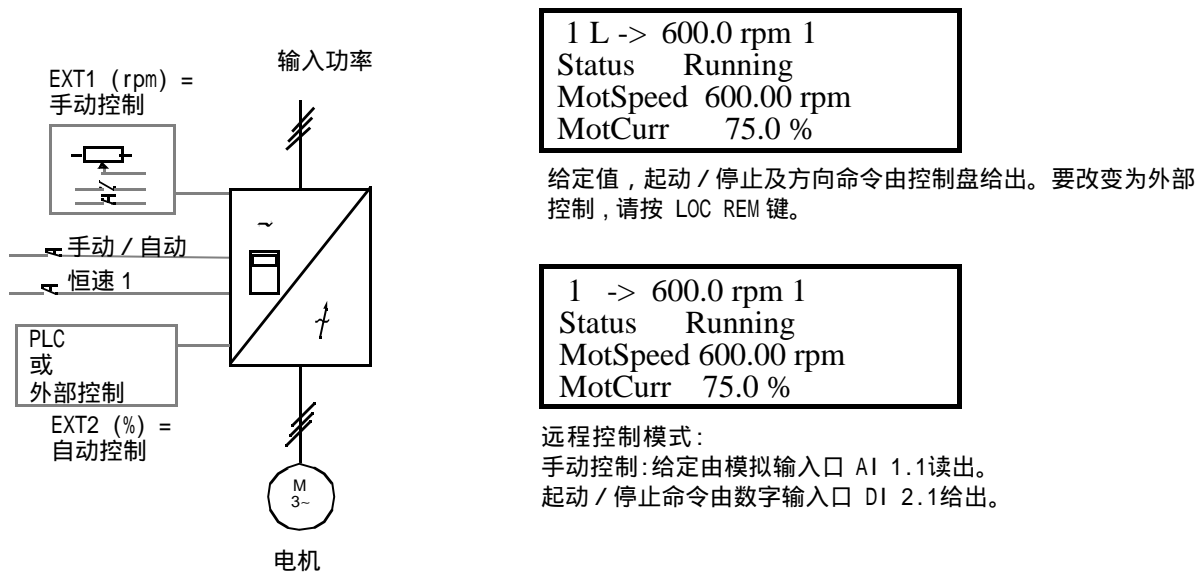 输入功率
EXT1 (rpm) =
手动控制
手动 / 自动
恒速 1
~
PLC
或
外部控制
EXT2 (%) =
自动控制
M
3~
电机
1 L -> 600.0 rpm 1
Status Running
MotSpeed 600.00 rpm
MotCurr 75.0 %
给定值，起动 / 停止及方向命令由控制盘给出。要改变为外部
控制，请按 LOC REM 键。
1 -> 600.0 rpm 1
Status Running
MotSpeed 600.00 rpm
MotCurr 75.0 %
远程控制模式:
手动控制:给定由模拟输入口 AI 1.1读出。
起动 / 停止命令由数字输入口 DI 2.1给出。